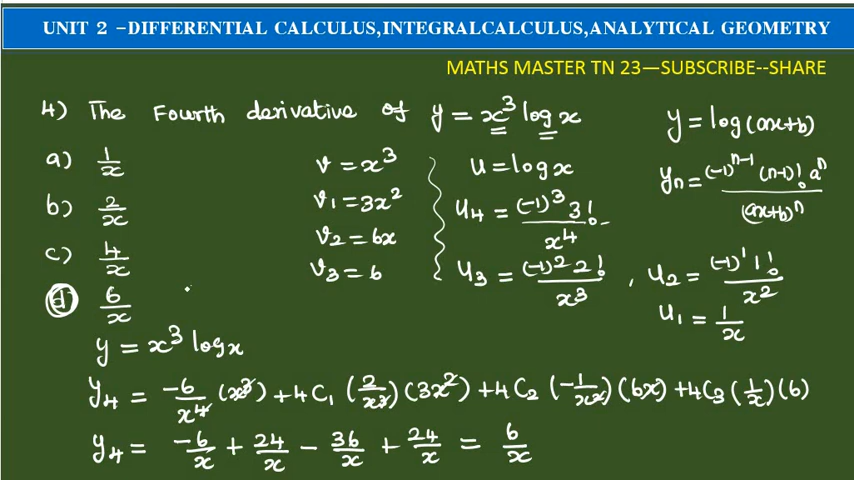 UNIT 2 –DIFFERENTIAL CALCULUS,INTEGRALCALCULUS,ANALYTICAL GEOMETRY
MATHS MASTER TN 23—SUBSCRIBE--SHARE
4) The Fourth derivative of y = x³ log x
y = log(ax+b)
a) 1/x
b) 2/x
c) 4/x
d) 6/x
v = x³
v₁ = 3x²
v₂ = 6x
v₃ = 6
u = log x
u₄ = (-1)³ 3! / x⁴
u₃ = (-1)² 2! / x³ , u₂ = (-1)¹ 1! / x²
u₁ = 1/x
yₙ = (-1)ⁿ⁻¹ (n-1)! aⁿ / (ax+b)ⁿ
y = x³ log x
y₄ = -6/x⁴ (x³) + 4C₁ (2/x³) (3x²) + 4C₂ (-1/x²) (6x) + 4C₃ (1/x) (6)
y₄ = -6/x + 24/x - 36/x + 24/x = 6/x